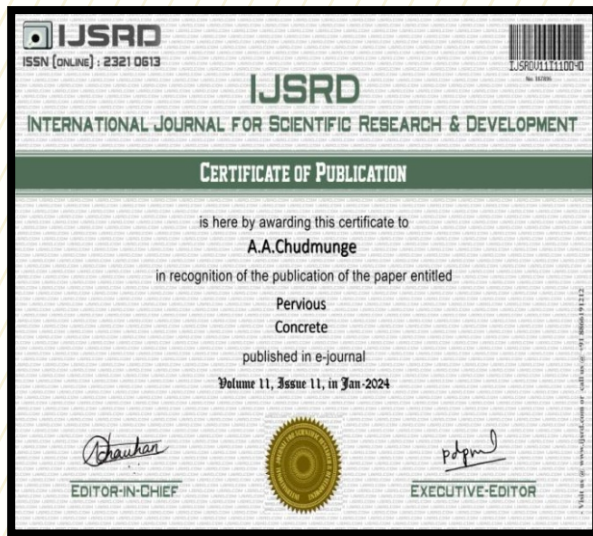 IJSRD
ISSN (ONLINE) : 2321 0613
IJSRDV11I110040
IJSRD
INTERNATIONAL JOURNAL FOR SCIENTIFIC RESEARCH & DEVELOPMENT
CERTIFICATE OF PUBLICATION
is here by awarding this certificate to
A.A.Chudmunge
in recognition of the publication of the paper entitled
Pervious
Concrete
published in e-journal
Volume 11, Issue 11, in Jan-2024
Chauhan
EDITOR-IN-CHIEF
EXECUTIVE-EDITOR